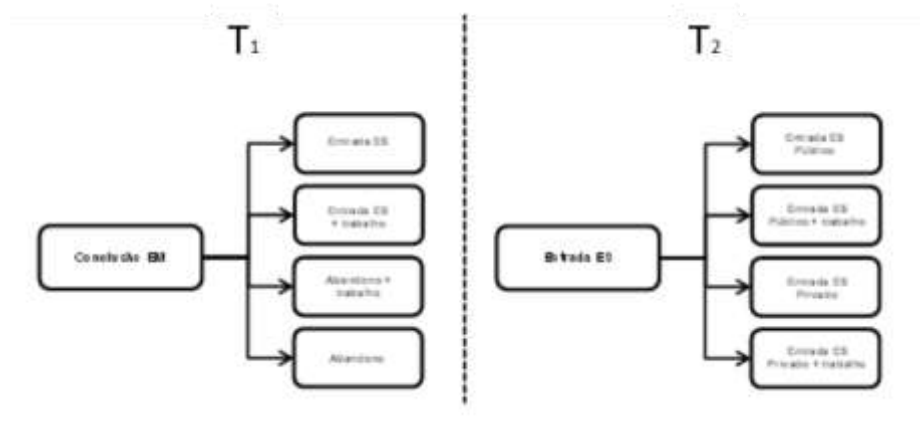 T1
T2
Conclusão EM
Entrada ES
Entrada ES
+ trabalho
Abandono +
trabalho
Abandono
Entrada ES
Entrada ES
Público
Entrada ES
Público + trabalho
Entrada ES
Privado
Entrada ES
Privado + trabalho